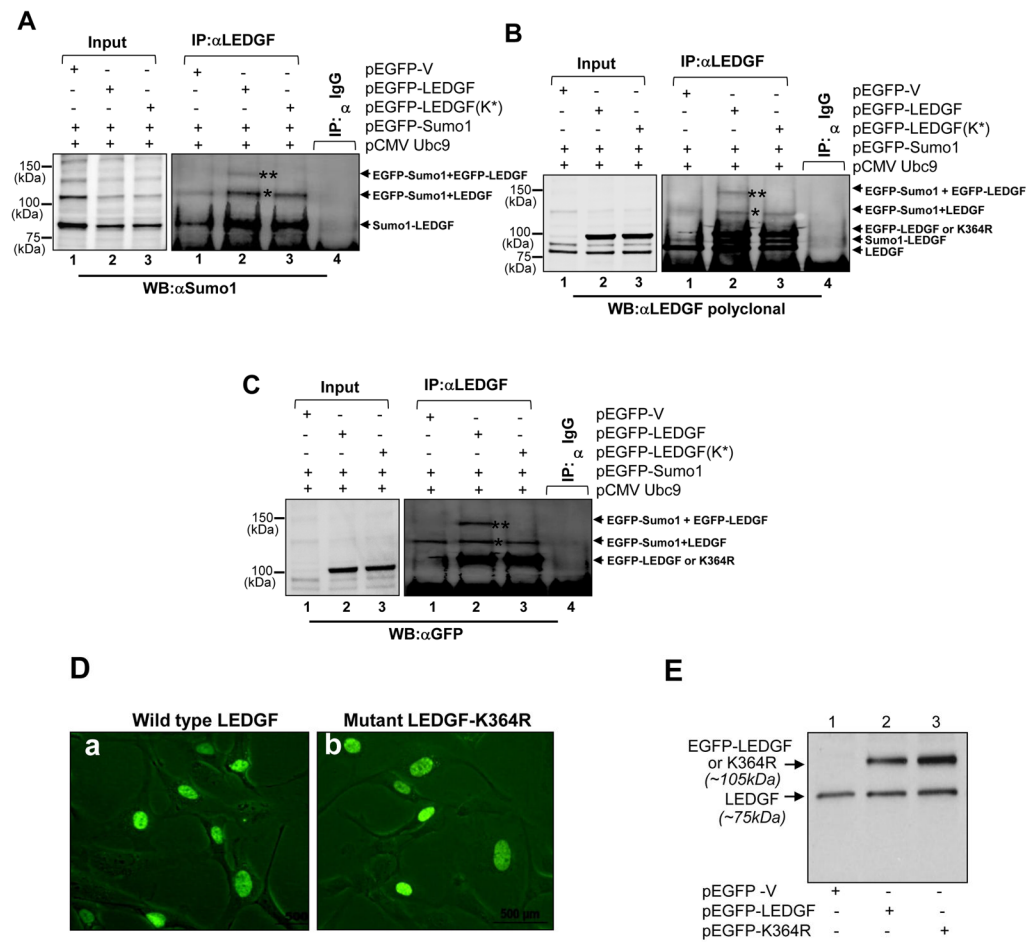 A
Input
IP:αLEDGF
+ - - + - - pEGFP-V
- + - - + - pEGFP-LEDGF
- - + - - + pEGFP-LEDGF(K*)
+ + + + + + pEGFP-Sumo1
+ + + + + + pCMV Ubc9
IP: α IgG
150
(kDa)
100
(kDa)
75
(kDa)
**
*
EGFP-Sumo1+EGFP-LEDGF
EGFP-Sumo1+LEDGF
Sumo1-LEDGF
1 2 3 1 2 3 4
WB:αSumo1
B
Input
IP:αLEDGF
+ - - + - - pEGFP-V
- + - - + - pEGFP-LEDGF
- - + - - + pEGFP-LEDGF(K*)
+ + + + + + pEGFP-Sumo1
+ + + + + + pCMV Ubc9
IP: α IgG
150
(kDa)
100
75
(kDa)
**
*
EGFP-Sumo1 + EGFP-LEDGF
EGFP-Sumo1+LEDGF
EGFP-LEDGF or K364R
Sumo1-LEDGF
LEDGF
1 2 3 1 2 3 4
WB:αLEDGF polyclonal
C
Input
IP:αLEDGF
+ - - + - - pEGFP-V
- + - - + - pEGFP-LEDGF
- - + - - + pEGFP-LEDGF(K*)
+ + + + + + pEGFP-Sumo1
+ + + + + + pCMV Ubc9
IP: α IgG
150
(kDa)
100
(kDa)
**
*
EGFP-Sumo1 + EGFP-LEDGF
EGFP-Sumo1+LEDGF
EGFP-LEDGF or K364R
1 2 3 1 2 3 4
WB:αGFP
D
Wild type LEDGF
Mutant LEDGF-K364R
a
b
500
500 µm
E
1 2 3
EGFP-LEDGF
or K364R
(~105kDa)
LEDGF
(~75kDa)
pEGFP -V + - -
pEGFP-LEDGF - + -
pEGFP-K364R - - +